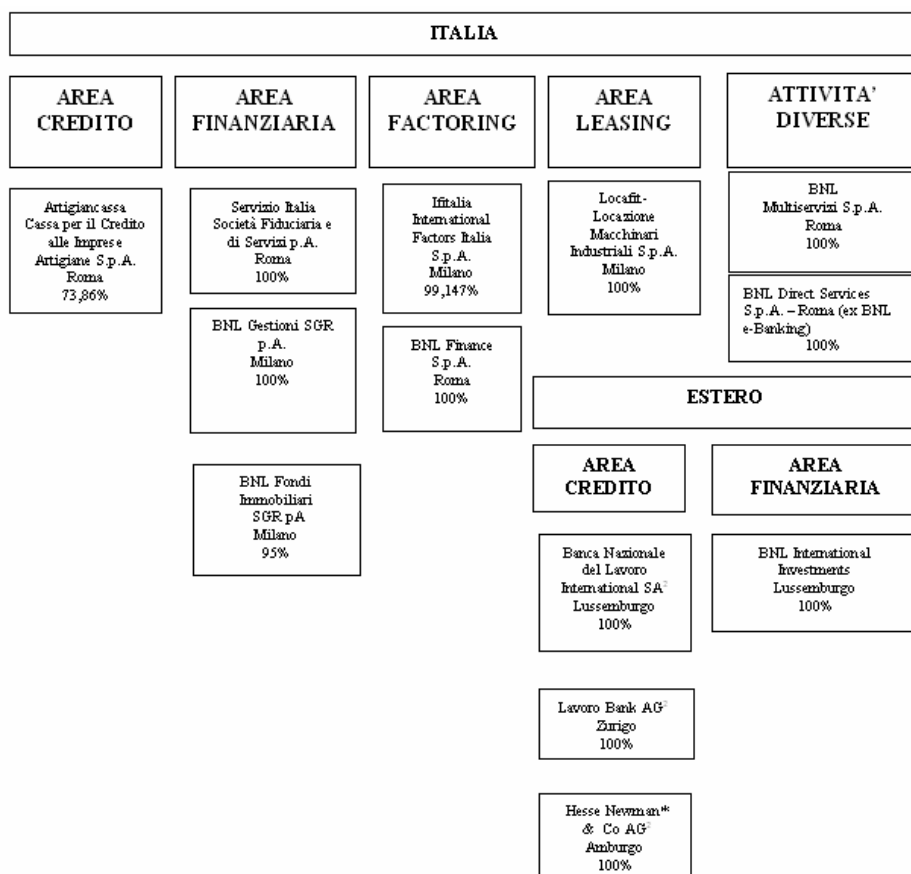 ITALIA
AREA
CREDITO
AREA
FINANZIARIA
AREA
FACTORING
AREA
LEASING
ATTIVITA'
DIVERSE
Artigiancassa
Cassa per il Credito
alle Imprese
Artigiane S.p.A.
Roma
73,86%
Servizio Italia
Società Fiduciaria e
di Servizi p.A.
Roma
100%
BNL Gestioni SGR
p.A.
Milano
100%
BNL Fondi
Immobiliari
SGR pA
Milano
95%
Ifitalia
International
Factors Italia
S.p.A.
Milano
99,147%
BNL Finance
S.p.A.
Roma
100%
Locafit-
Locazione
Macchinari
Industriali S.p.A.
Milano
100%
BNL
Multiservizi S.p.A.
Roma
100%
BNL Direct Services
S.p.A. – Roma (ex BNL
e-Banking)
100%
ESTERO
AREA
CREDITO
AREA
FINANZIARIA
Banca Nazionale
del Lavoro
International SA²
Lussemburgo
100%
Lavoro Bank AG²
Zurigo
100%
Hesse Newman*
& Co AG²
Amburgo
100%
BNL International
Investments
Lussemburgo
100%